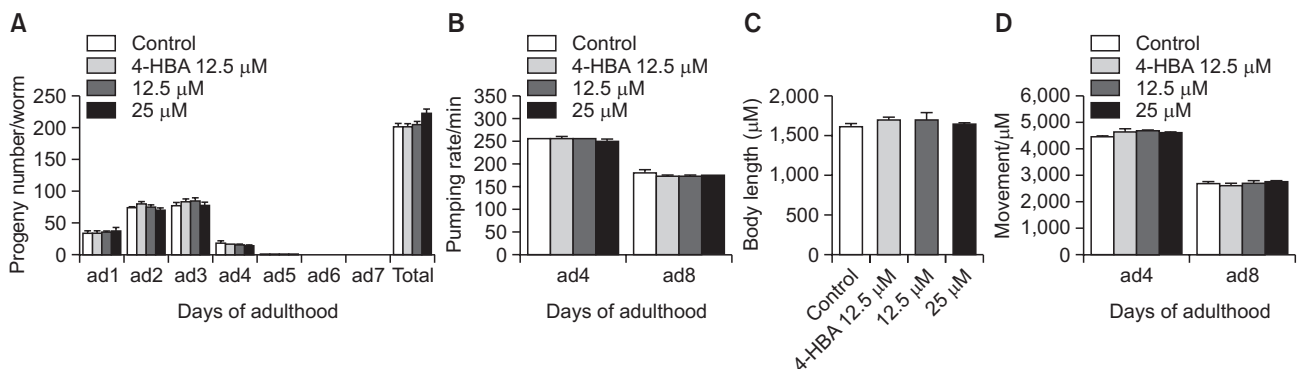 A
Control
4-HBA 12.5 μM
12.5 μM
25 μM
Progeny number/worm
250
200
150
100
50
0
ad1 ad2 ad3 ad4 ad5 ad6 ad7 Total
Days of adulthood
B
Control
4-HBA 12.5 μM
12.5 μM
25 μM
Pumping rate/min
350
300
250
200
150
100
50
0
ad4 ad8
Days of adulthood
C
Body length (μM)
2,000
1,500
1,000
500
0
Control
4-HBA 12.5 μM
12.5 μM
25 μM
D
Control
4-HBA 12.5 μM
12.5 μM
25 μM
Movement/μM
6,000
5,000
4,000
3,000
2,000
1,000
0
ad4 ad8
Days of adulthood